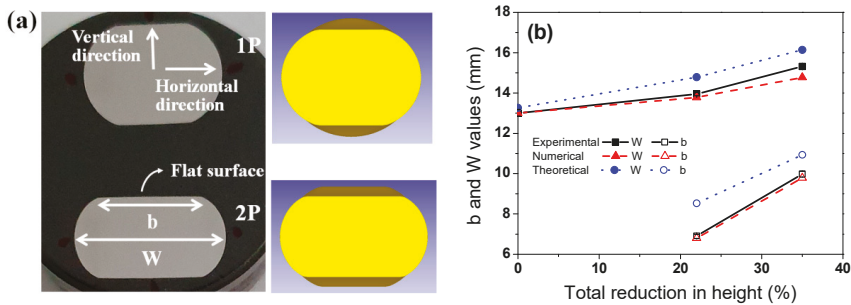 (a)
Vertical
direction
1P
Horizontal
direction
Flat surface
2P
b
W
(b)
b and W values (mm)
18
16
14
12
10
8
6
Experimental W b
Numerical W b
Theoretical W b
0 10 20 30 40
Total reduction in height (%)